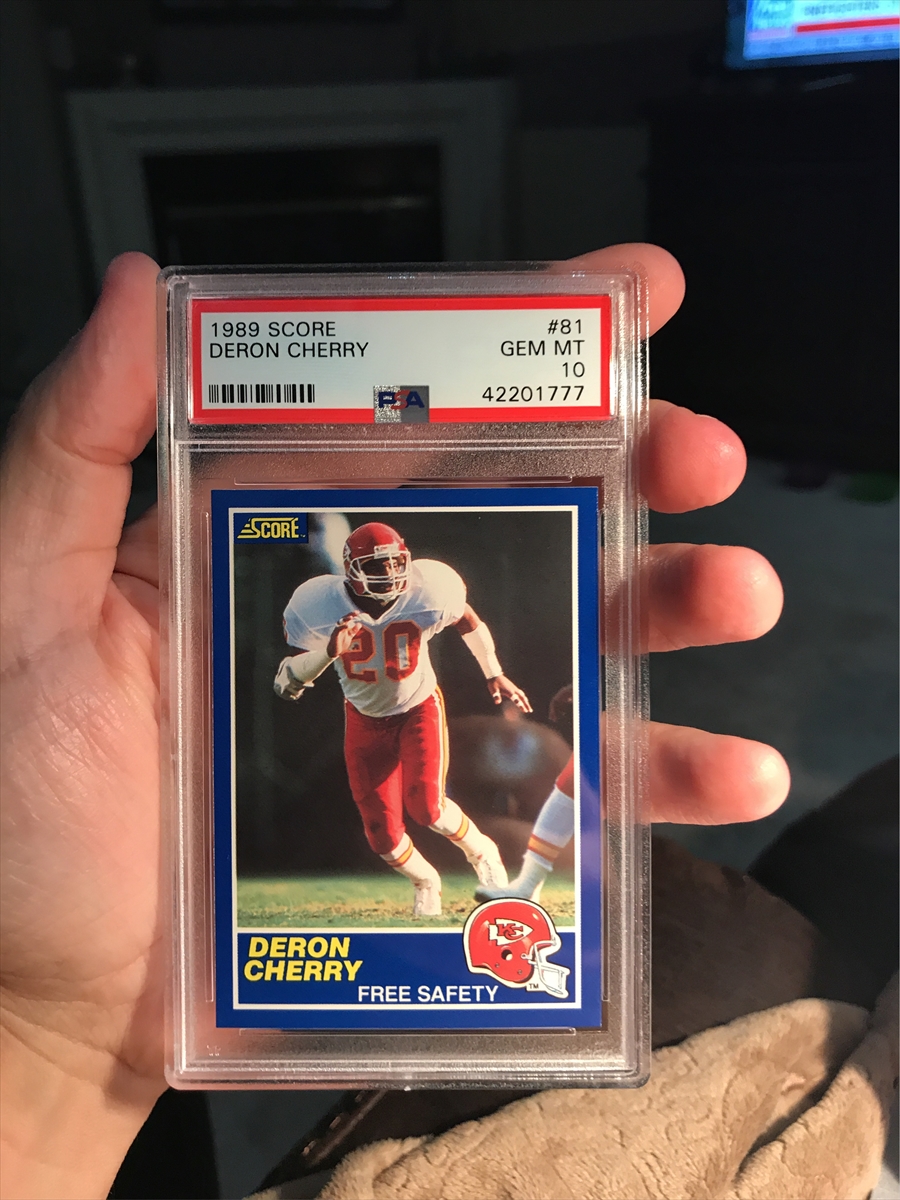 1989 SCORE
#81
DERON CHERRY
GEM MT
10
PSA
42201777
SCORE
20
KC
DERON
CHERRY
FREE SAFETY
TM